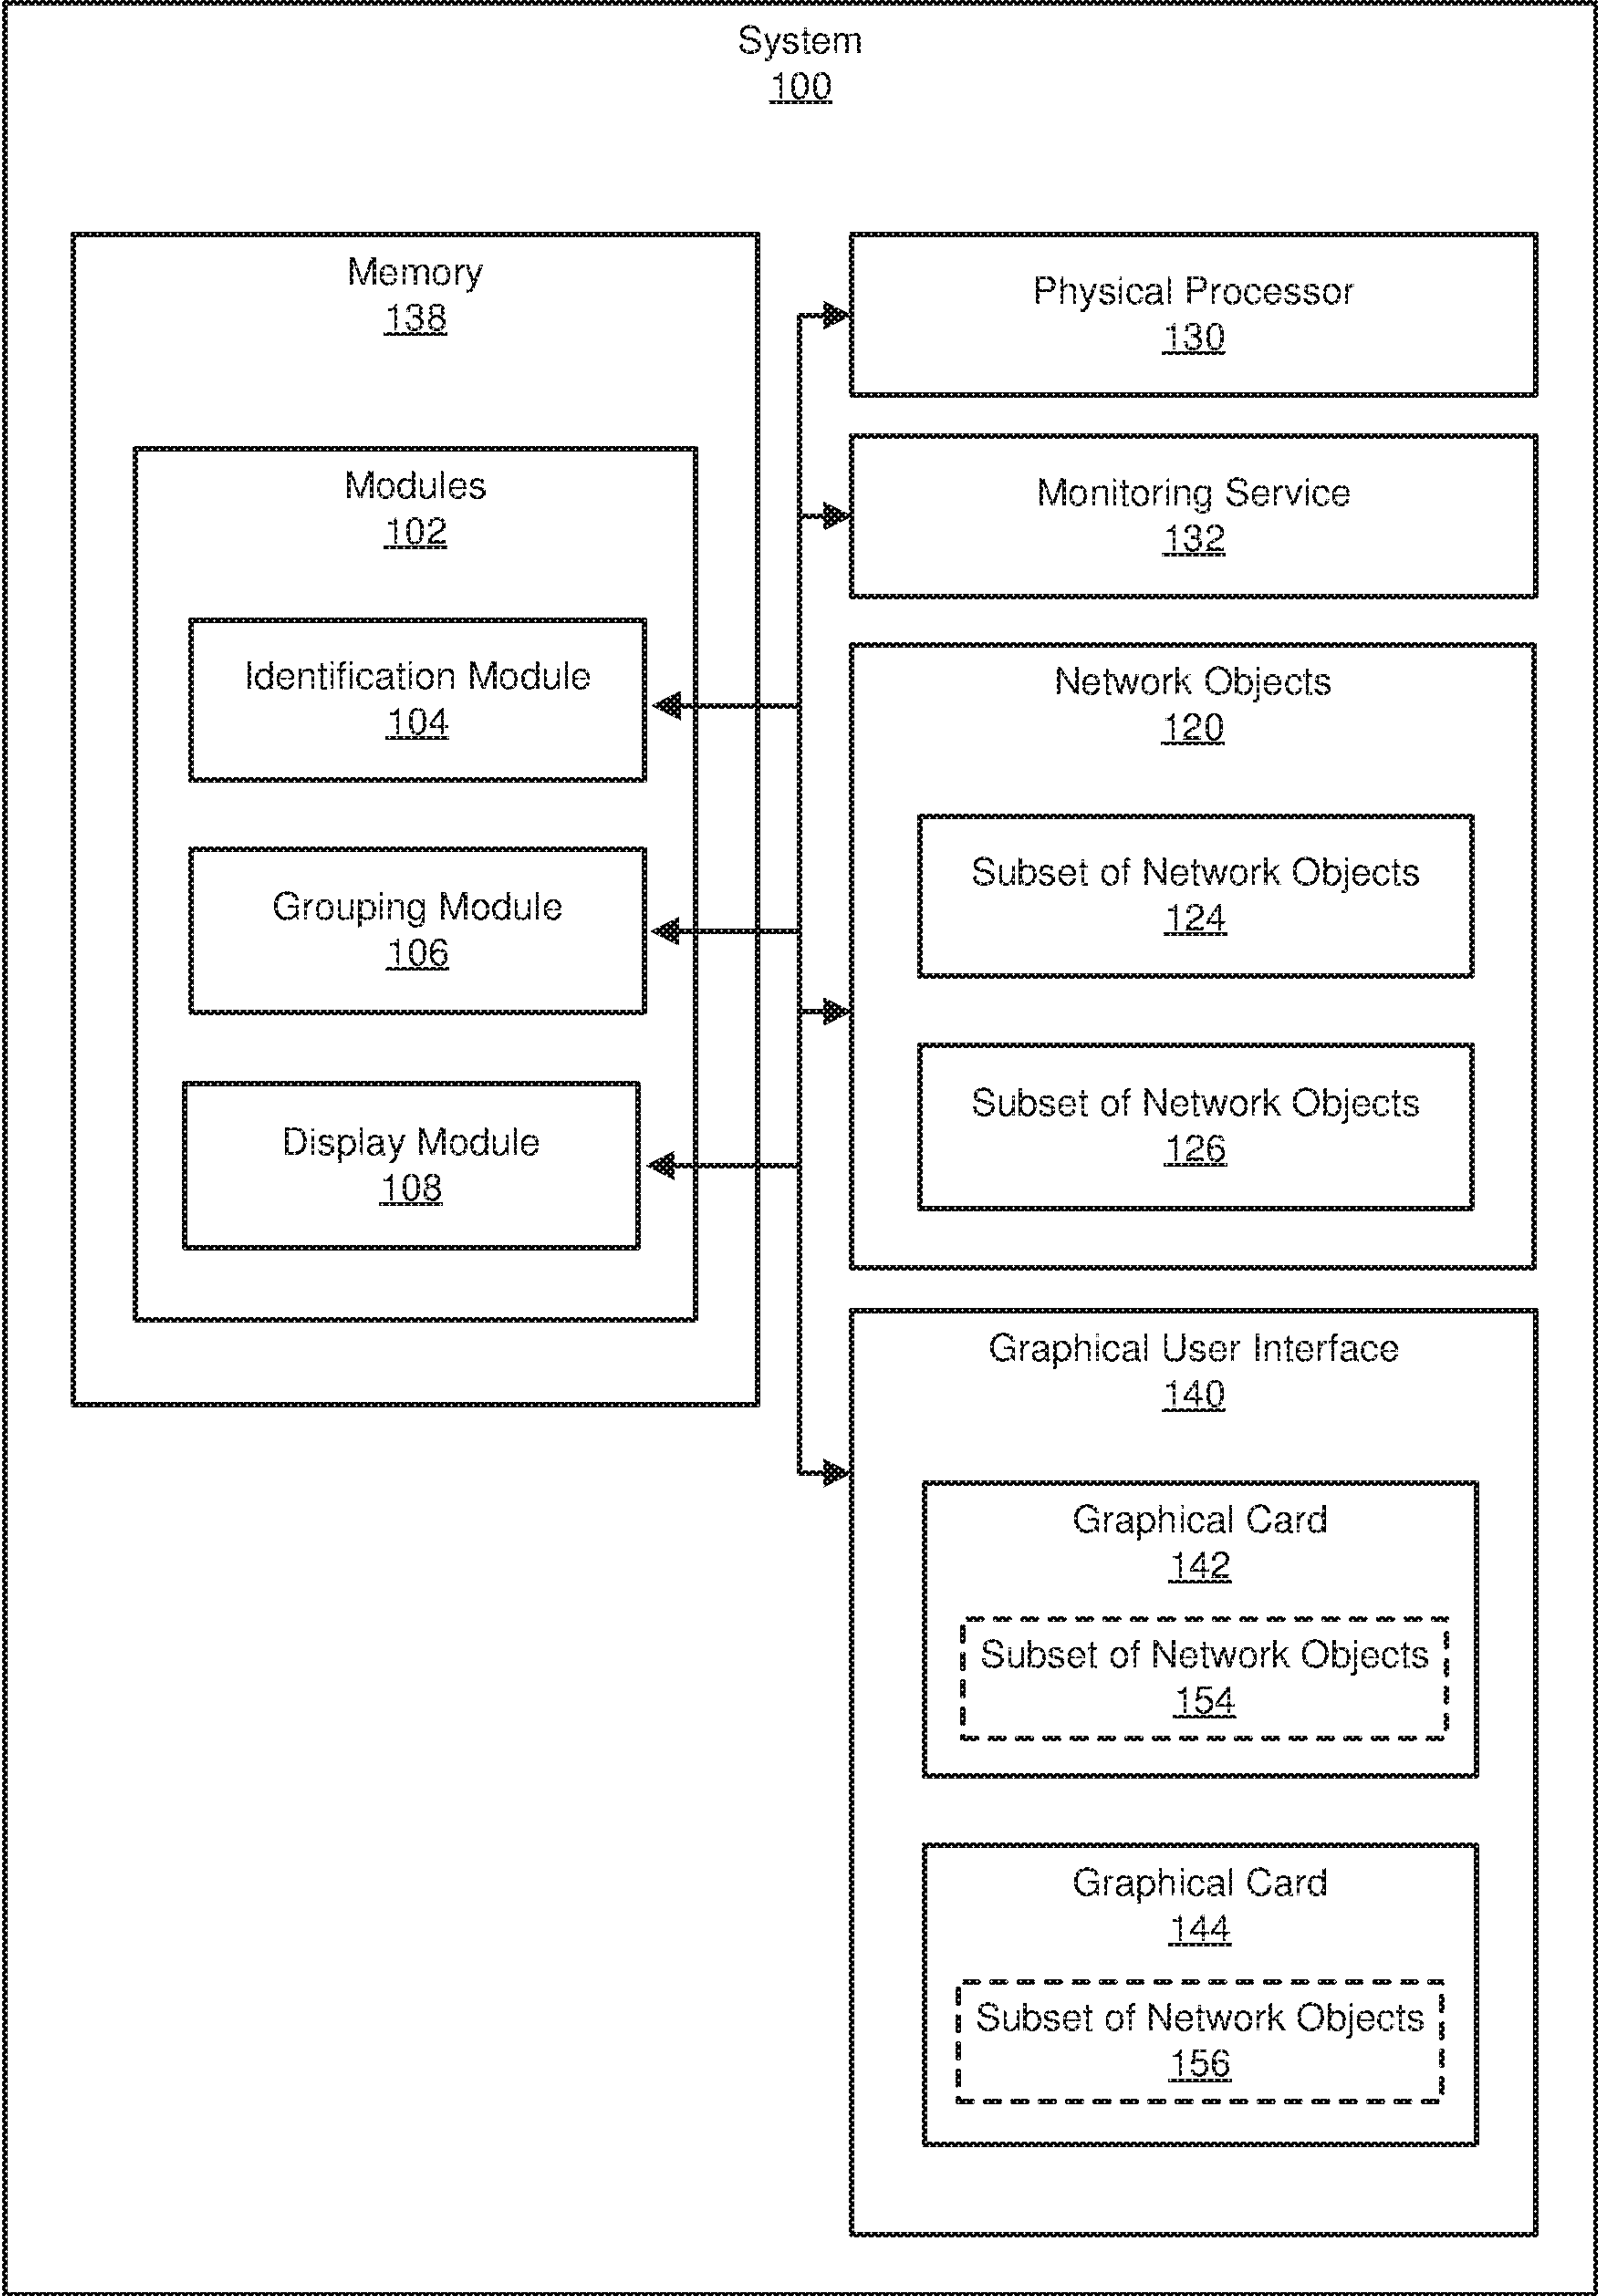 System
100
Memory
138
Modules
102
Identification Module
104
Grouping Module
106
Display Module
108
Physical Processor
130
Monitoring Service
132
Network Objects
120
Subset of Network Objects
124
Subset of Network Objects
126
Graphical User Interface
140
Graphical Card
142
Subset of Network Objects
154
Graphical Card
144
Subset of Network Objects
156